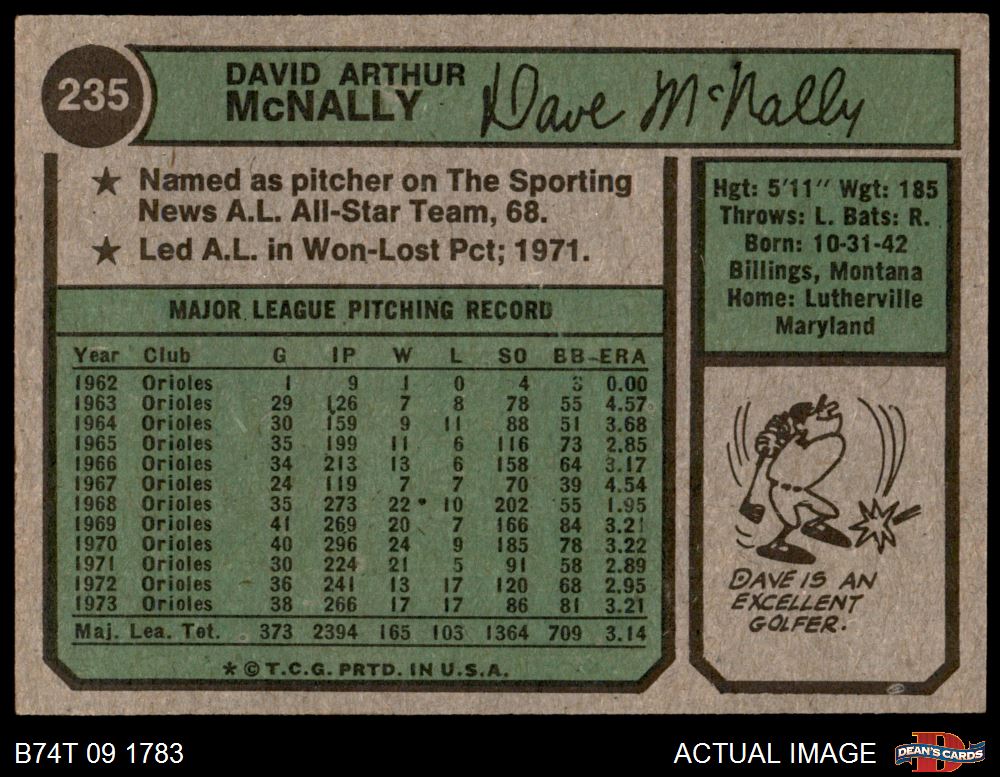 235
DAVID ARTHUR
McNALLY
Dave McNally
★ Named as pitcher on The Sporting
News A.L. All-Star Team, 68.
★ Led A.L. in Won-Lost Pct; 1971.
Hgt: 5'11" Wgt: 185
Throws: L. Bats: R.
Born: 10-31-42
Billings, Montana
Home: Lutherville
Maryland
MAJOR LEAGUE PITCHING RECORD
Year Club G IP W L SO BB ERA
1962 Orioles 1 9 1 0 4 3 0.00
1963 Orioles 29 126 7 8 78 55 4.57
1964 Orioles 30 159 9 11 88 51 3.68
1965 Orioles 35 199 11 6 116 73 2.85
1966 Orioles 34 213 13 6 158 64 3.17
1967 Orioles 24 119 7 7 70 39 4.54
1968 Orioles 35 273 22 10 202 55 1.95
1969 Orioles 41 269 20 7 166 84 3.21
1970 Orioles 40 296 24 9 185 78 3.22
1971 Orioles 30 224 21 5 91 58 2.89
1972 Orioles 36 241 13 17 120 68 2.95
1973 Orioles 38 266 17 17 86 81 3.21
Maj. Lea. Tot. 373 2394 165 103 1364 709 3.14
★ © T.C.G. PRTD. IN U.S.A.
DAVE IS AN
EXCELLENT
GOLFER.
B74T 09 1783
ACTUAL IMAGE
DEAN'S CARDS